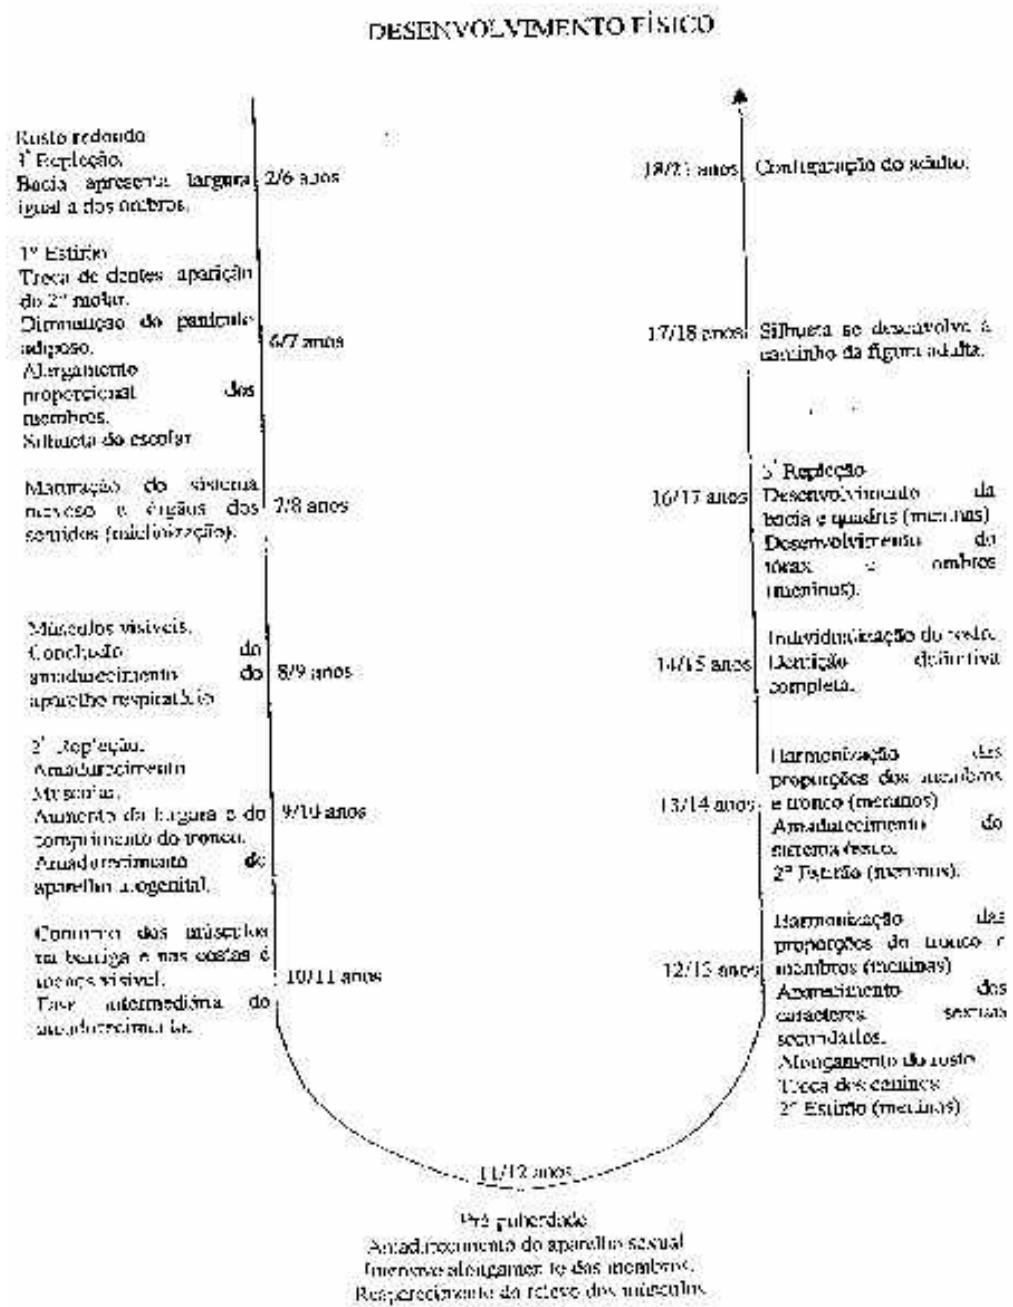 DESENVOLVIMENTO FÍSICO
Rosto redondo
1ª Repleção.
Bacia apresenta largura
igual a dos ombros.
2/6 anos
1º Estirão
Troca de dentes aparição
do 2º molar.
Diminuição do panículo
adiposo.
Alargamento
proporcional dos
membros.
Silhueta do escolar
6/7 anos
Maturação do sistema
nervoso e órgãos dos
sentidos (mielinização).
7/8 anos
Músculos visíveis.
Conclusão do
amadurecimento do
aparelho respiratório
8/9 anos
2ª Repleção.
Amadurecimento
Aumento da largura e do
comprimento do tronco.
Amadurecimento do
aparelho urogenital.
9/10 anos
Contorno dos músculos
na barriga e nas costas é
menos visível.
Fase intermediária do
amadurecimento.
10/11 anos
11/12 anos
Pré puberdade
Amadurecimento do aparelho sexual
Intensivo alongamento dos membros.
Reaparecimento do relevo dos músculos
12/13 anos
Harmonização das
proporções do tronco e
membros (meninas)
Aparecimento dos
caracteres sexuais
secundários.
Alongamento do rosto
Troca dos caninos
2º Estirão (meninas)
13/14 anos
Harmonização das
proporções dos membros
e tronco (meninos)
Amadurecimento do
sistema ósseo.
2º Estirão (meninos).
14/15 anos
Individualização do rosto.
Dentição definitiva
completa.
16/17 anos
3ª Repleção
Desenvolvimento da
bacia e quadris (meninas)
Desenvolvimento do
tórax e ombros
(meninos).
17/18 anos
Silhueta se desenvolve a
caminho da figura adulta.
18/21 anos
Configuração do adulto.